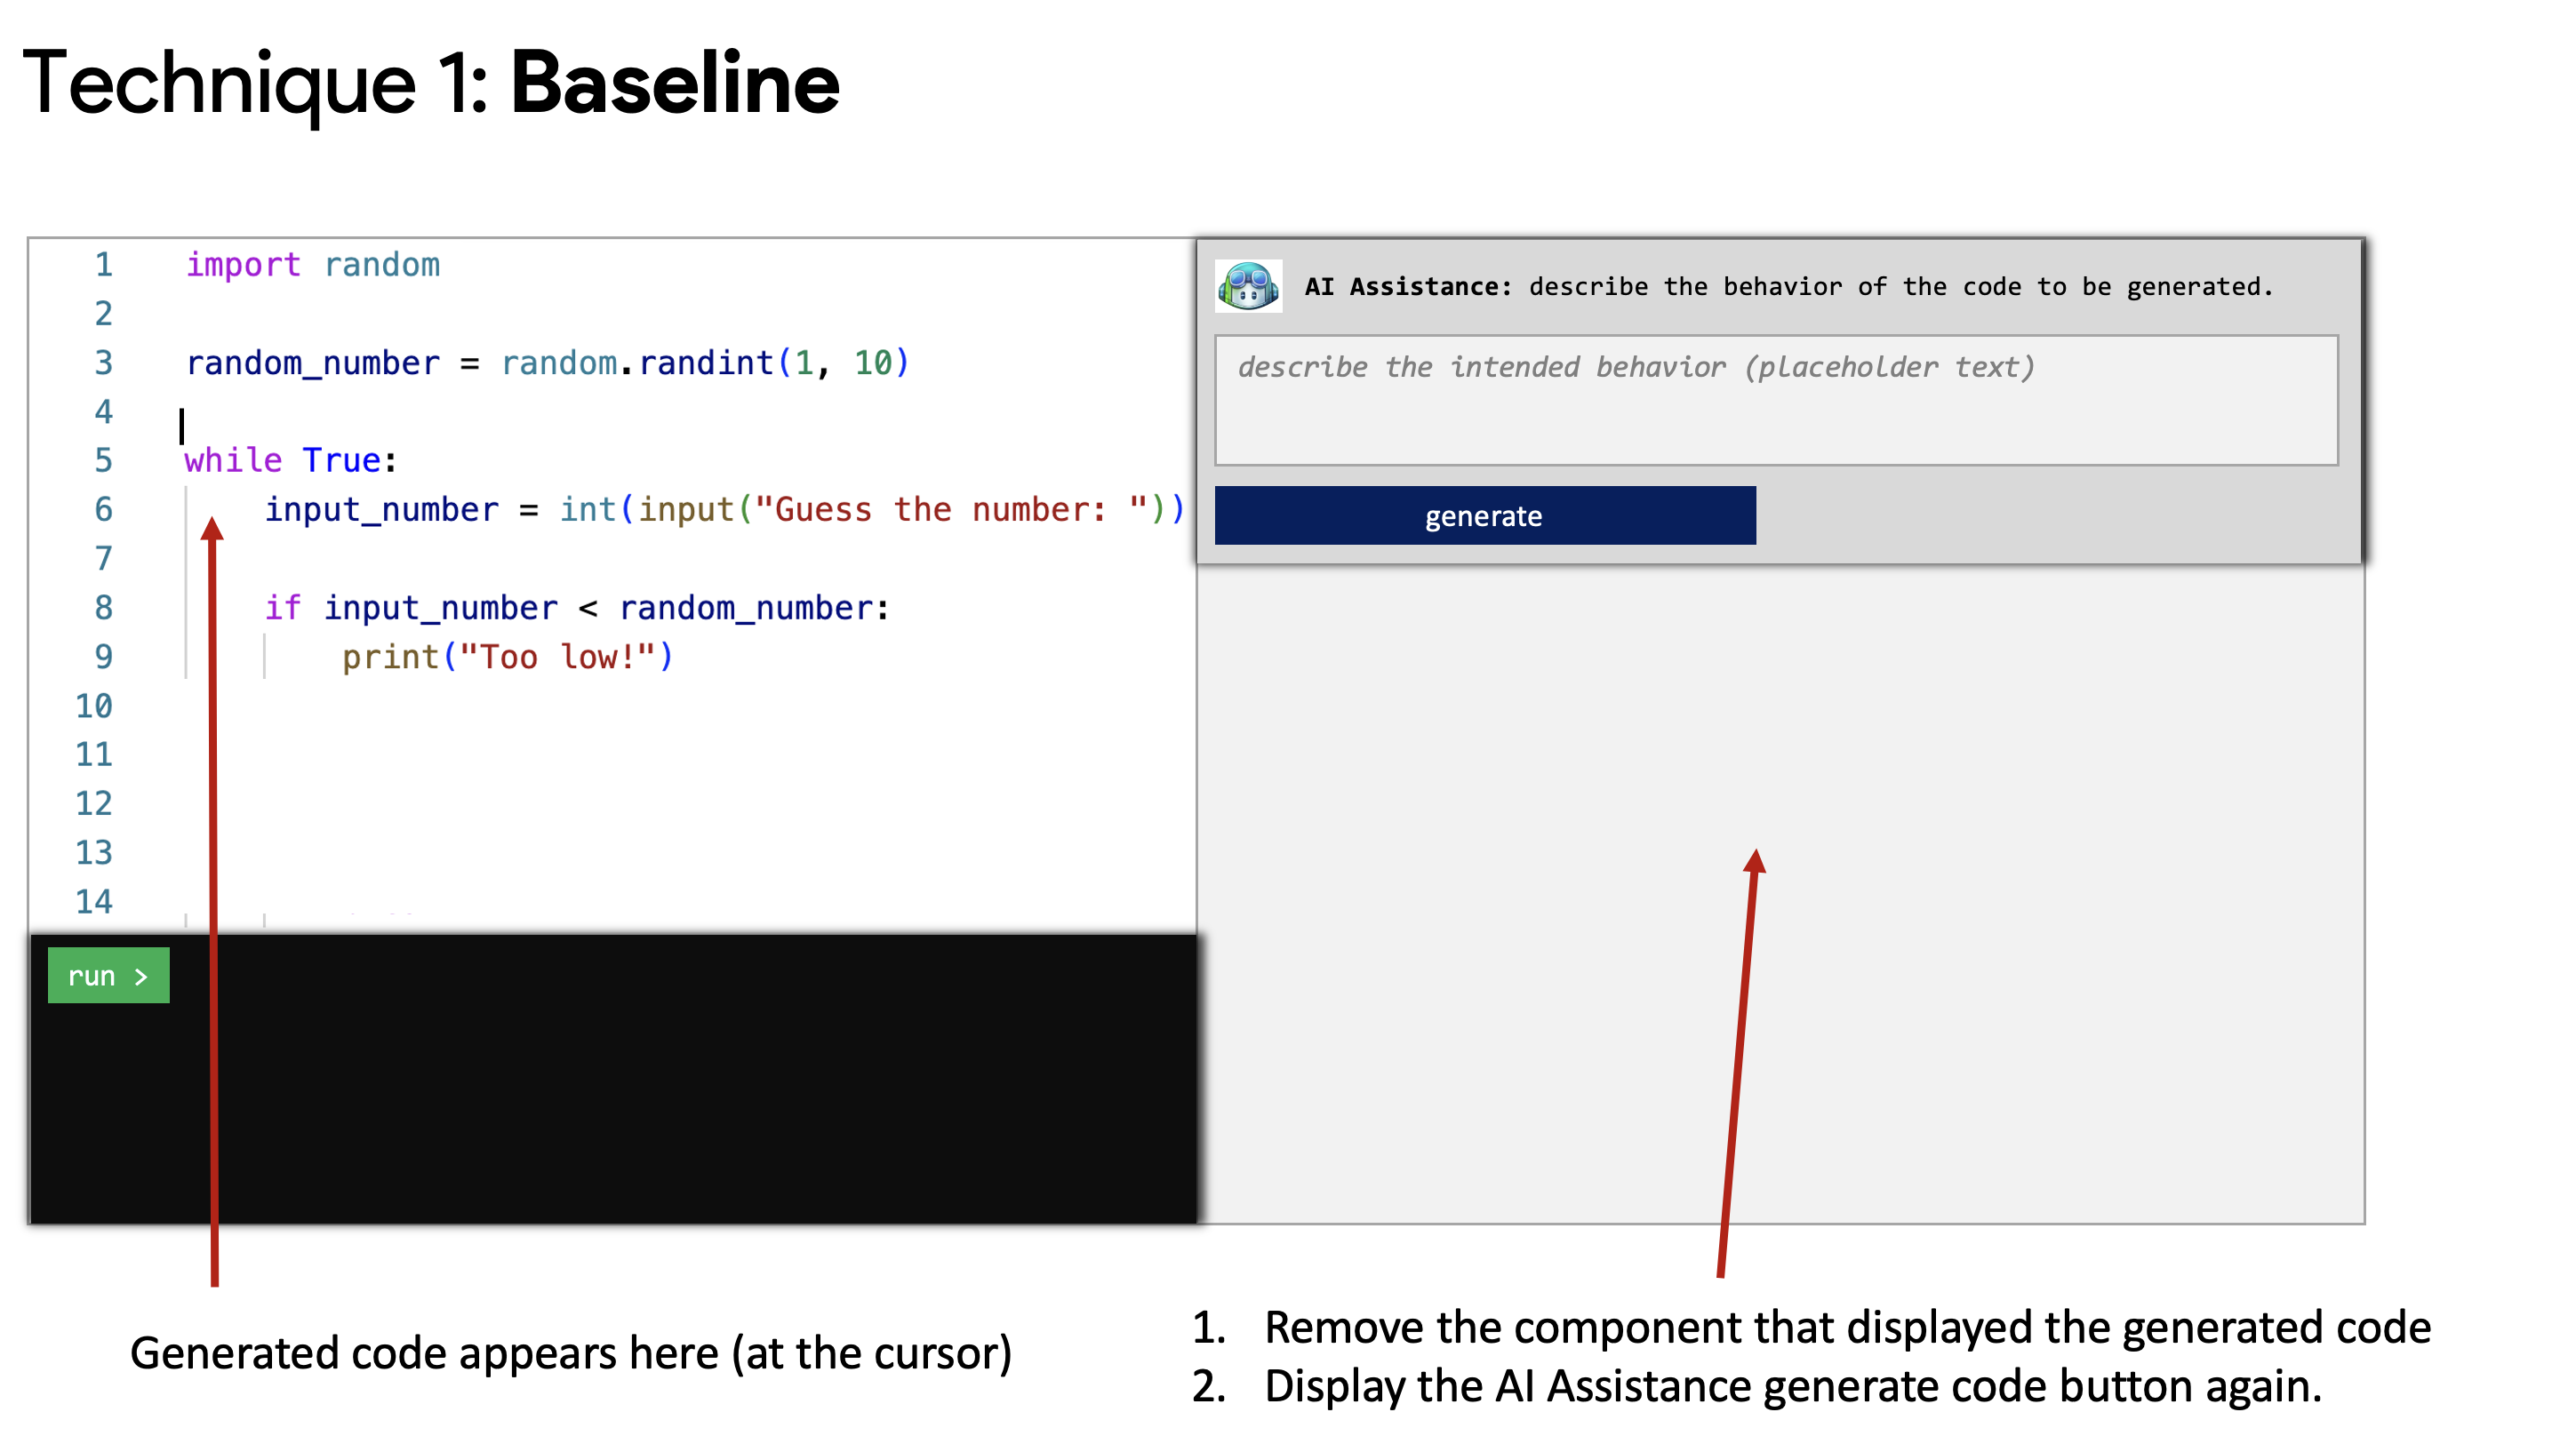 Technique 1: Baseline
1 import random
2
3 random_number = random.randint(1, 10)
4
5 while True:
6 input_number = int(input("Guess the number: "))
7
8 if input_number < random_number:
9 print("Too low!")
10
11
12
13
14
run >
AI Assistance: describe the behavior of the code to be generated.
describe the intended behavior (placeholder text)
generate
Generated code appears here (at the cursor)
1. Remove the component that displayed the generated code
2. Display the AI Assistance generate code button again.